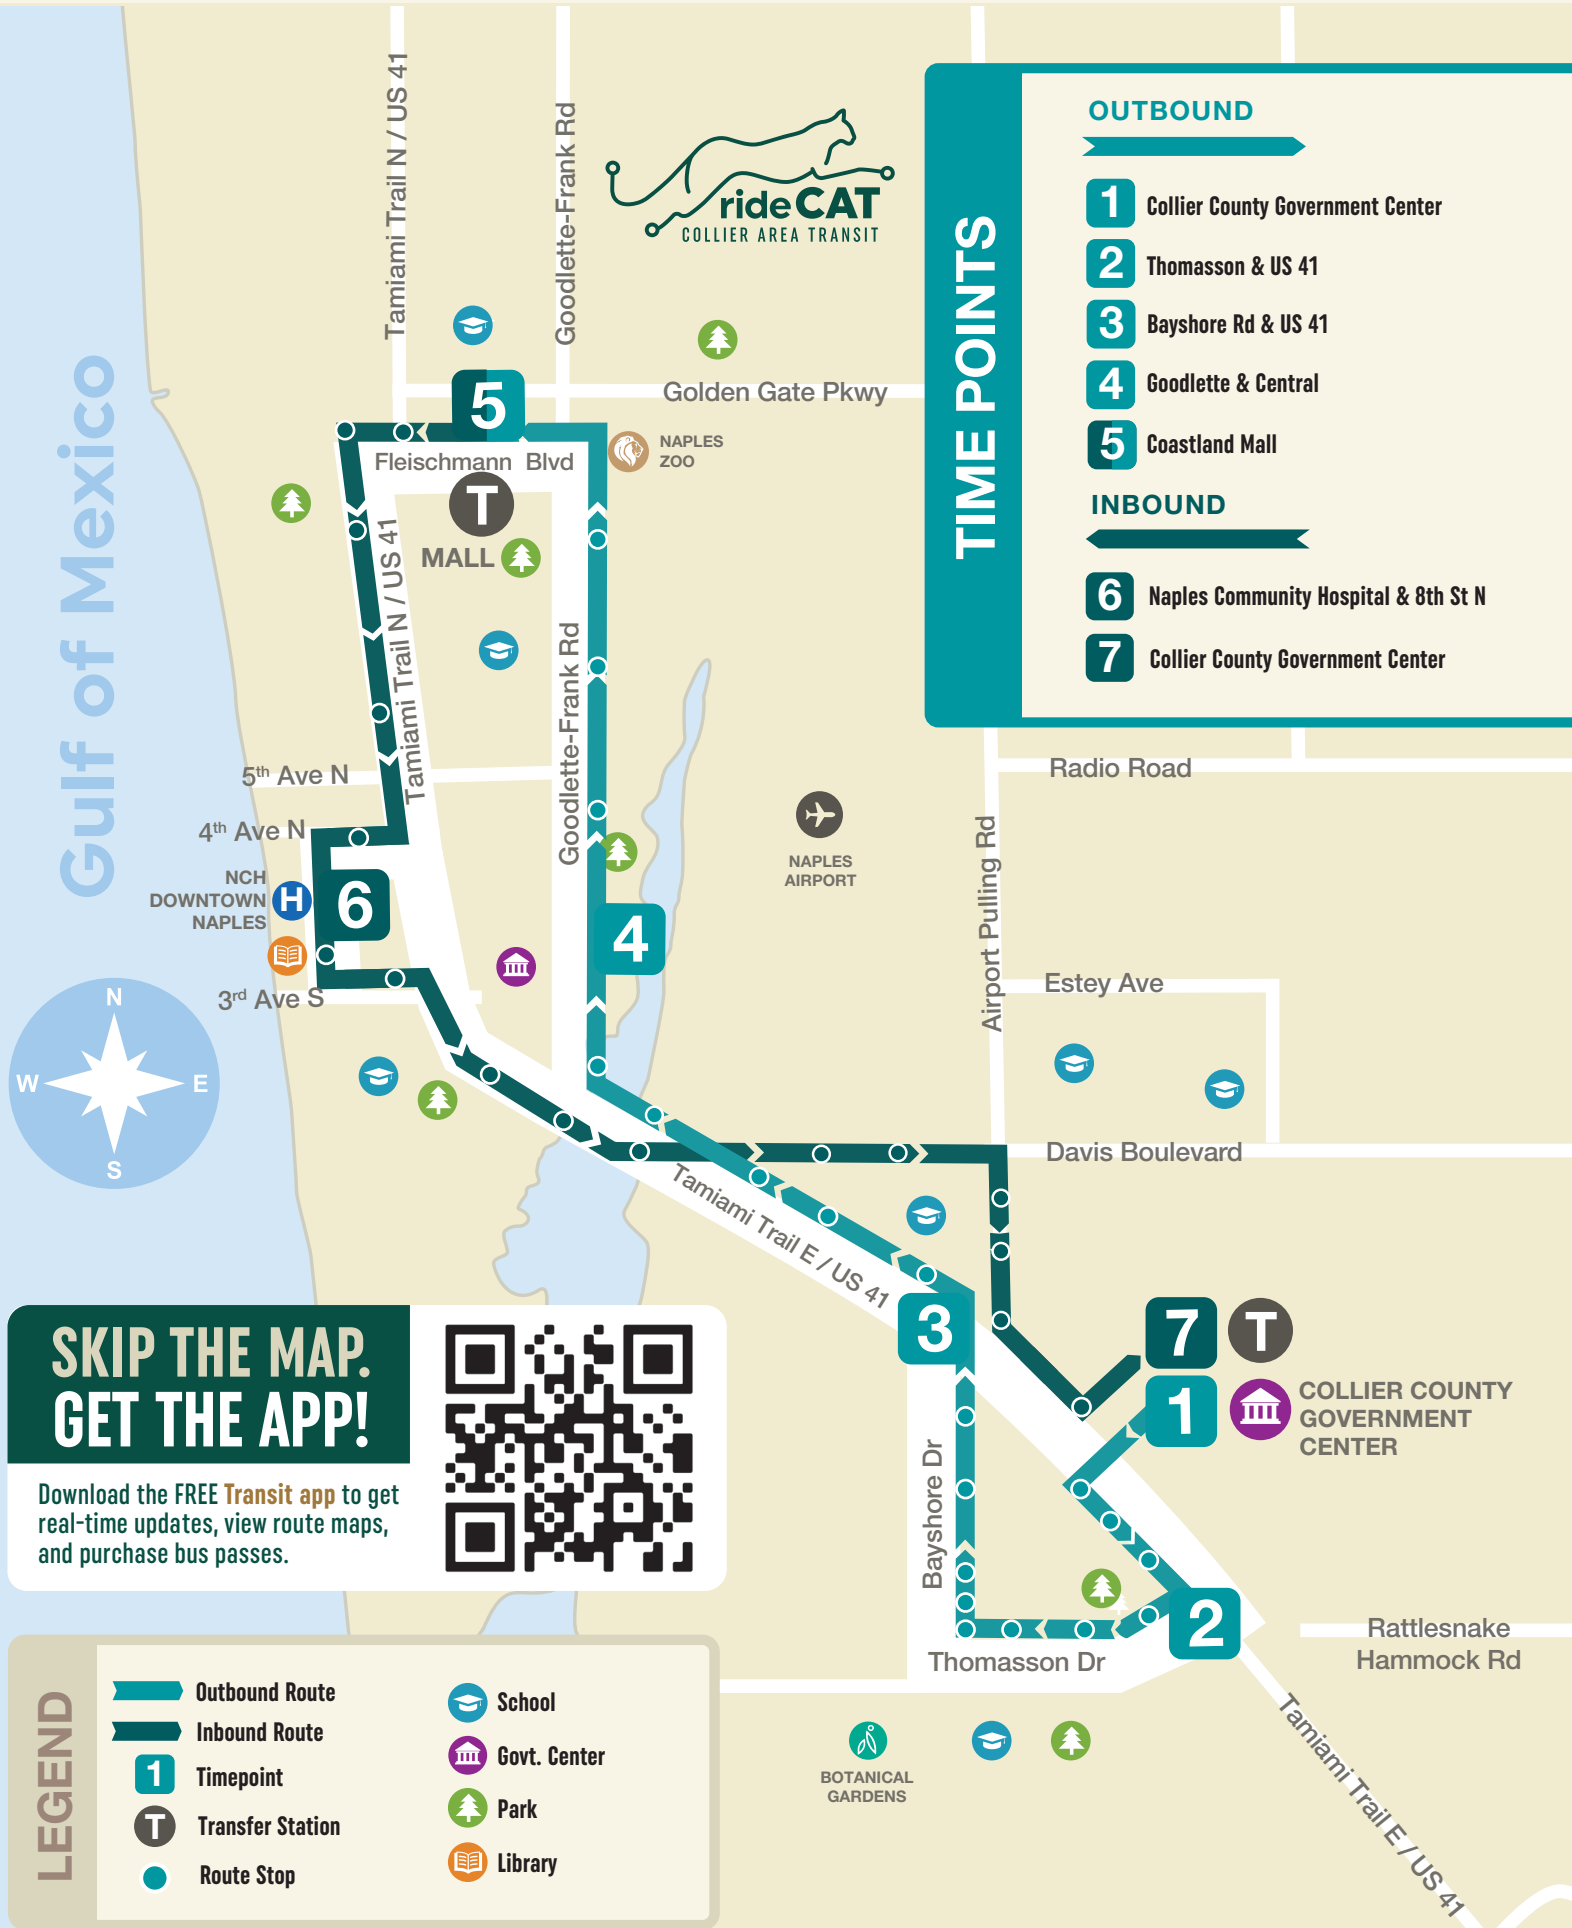 Tamiami Trail N / US 41
Goodlette-Frank Rd
rideCAT
COLLIER AREA TRANSIT
TIME POINTS
OUTBOUND
1 Collier County Government Center
2 Thomasson & US 41
3 Bayshore Rd & US 41
4 Goodlette & Central
5 Coastland Mall
INBOUND
6 Naples Community Hospital & 8th St N
7 Collier County Government Center
Gulf of Mexico
5
Golden Gate Pkwy
NAPLES
ZOO
Fleischmann Blvd
T
MALL
Tamiami Trail N / US 41
Goodlette-Frank Rd
5th Ave N
4th Ave N
NCH
DOWNTOWN
NAPLES
H
6
4
3rd Ave S
NAPLES
AIRPORT
Radio Road
Airport Pulling Rd
Estey Ave
N
W E
S
Davis Boulevard
Tamiami Trail E / US 41
3
7 T
1
COLLIER COUNTY
GOVERNMENT
CENTER
Bayshore Dr
2
Thomasson Dr
Rattlesnake
Hammock Rd
Tamiami Trail E / US 41
BOTANICAL
GARDENS
SKIP THE MAP.
GET THE APP!
Download the FREE Transit app to get
real-time updates, view route maps,
and purchase bus passes.
LEGEND
Outbound Route
Inbound Route
1 Timepoint
T Transfer Station
Route Stop
School
Govt. Center
Park
Library